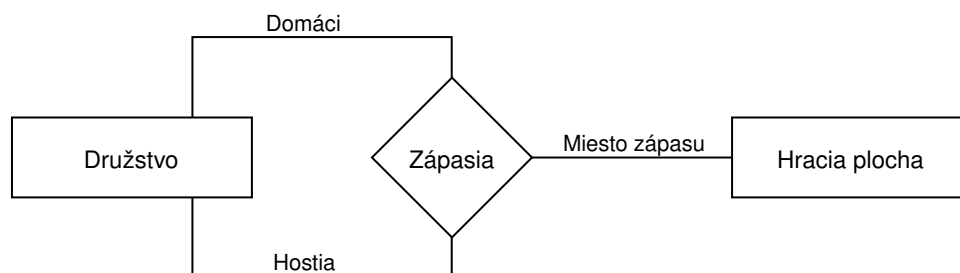 Domáci
Družstvo
Zápasia
Miesto zápasu
Hracia plocha
Hostia